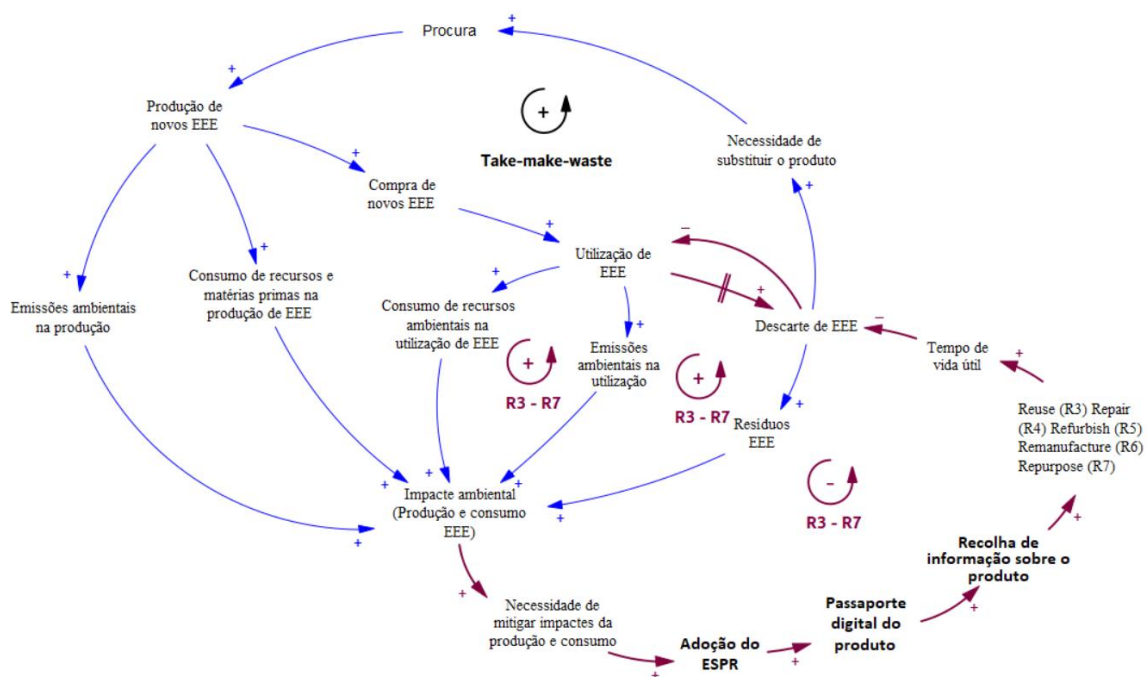 Procura
+
+
Produção de
novos EEE
+
Take-make-waste
Necessidade de
substituir o produto
+
+
Compra de
novos EEE
+
+
–
Utilização de
EEE
+
+
+
+
+
Emissões ambientais
na produção
Consumo de recursos e
matérias primas na
produção de EEE
Consumo de recursos
ambientais na
utilização de EEE
Emissões
ambientais na
utilização
Descarte de EEE
–
Tempo de
vida útil
+
+
R3 - R7
+
R3 - R7
+
Resíduos
EEE
Reuse (R3) Repair
(R4) Refurbish (R5)
Remanufacture (R6)
Repurpose (R7)
-
R3 - R7
+
+
+
+
+
+
Impacte ambiental
(Produção e consumo
EEE)
+
Recolha de
informação sobre o
produto
+
Necessidade de
mitigar impactes da
produção e consumo
+
Adoção do
ESPR
+
Passaporte
digital do
produto
+